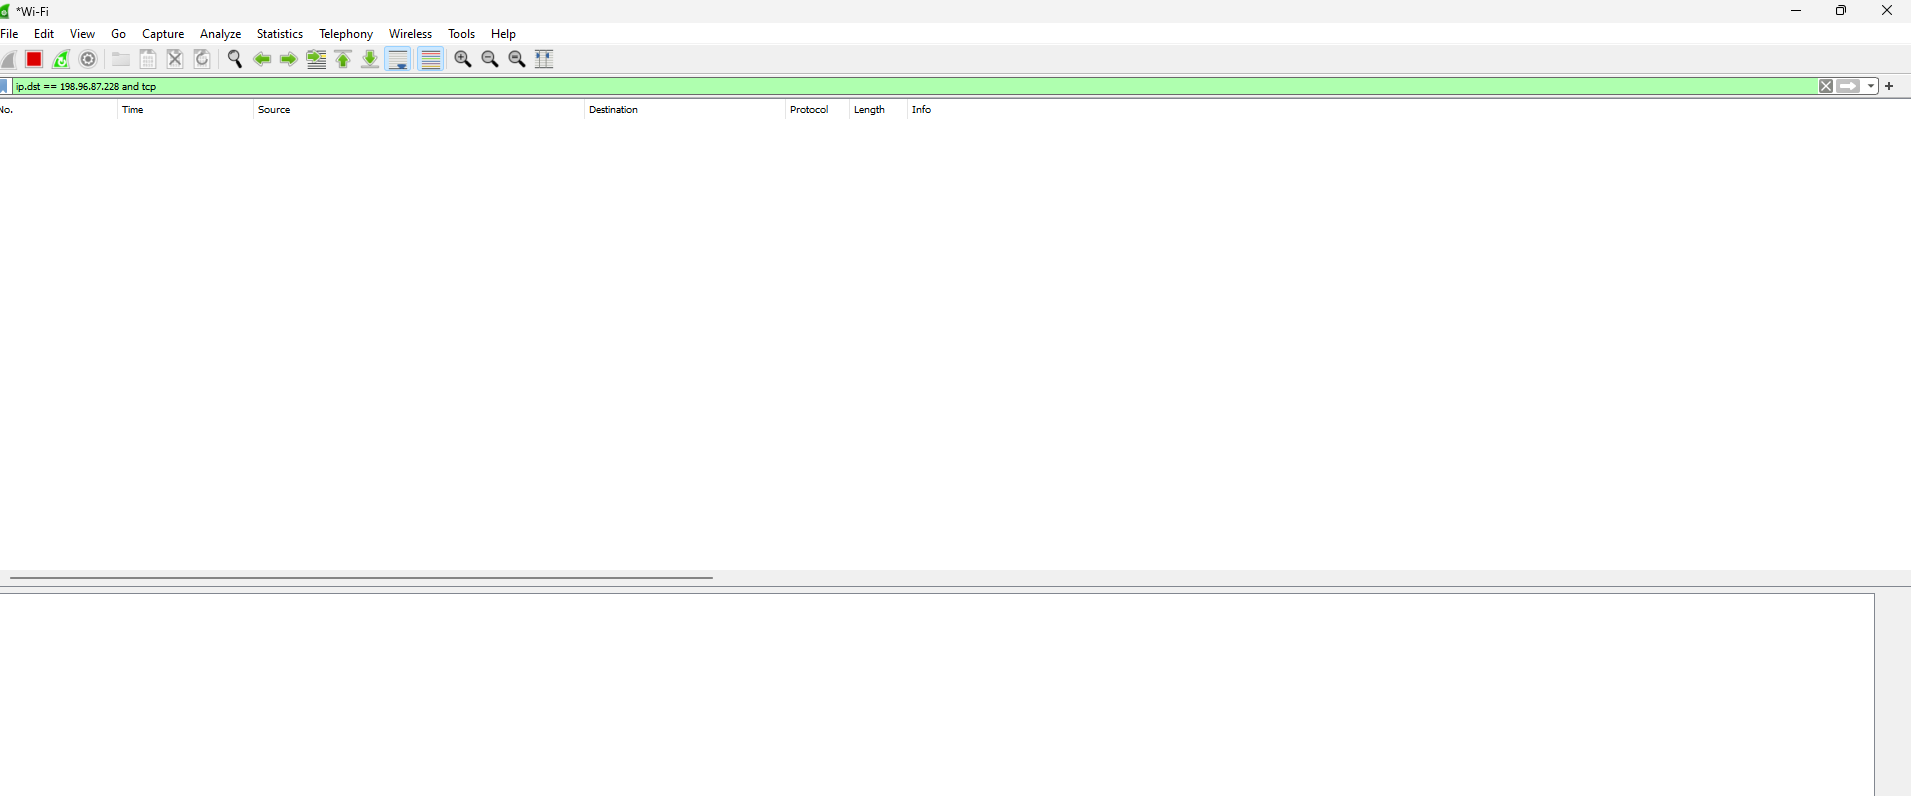 *Wi-Fi
File Edit View Go Capture Analyze Statistics Telephony Wireless Tools Help
ip.dst == 198.96.87.228 and tcp
No. Time Source Destination Protocol Length Info